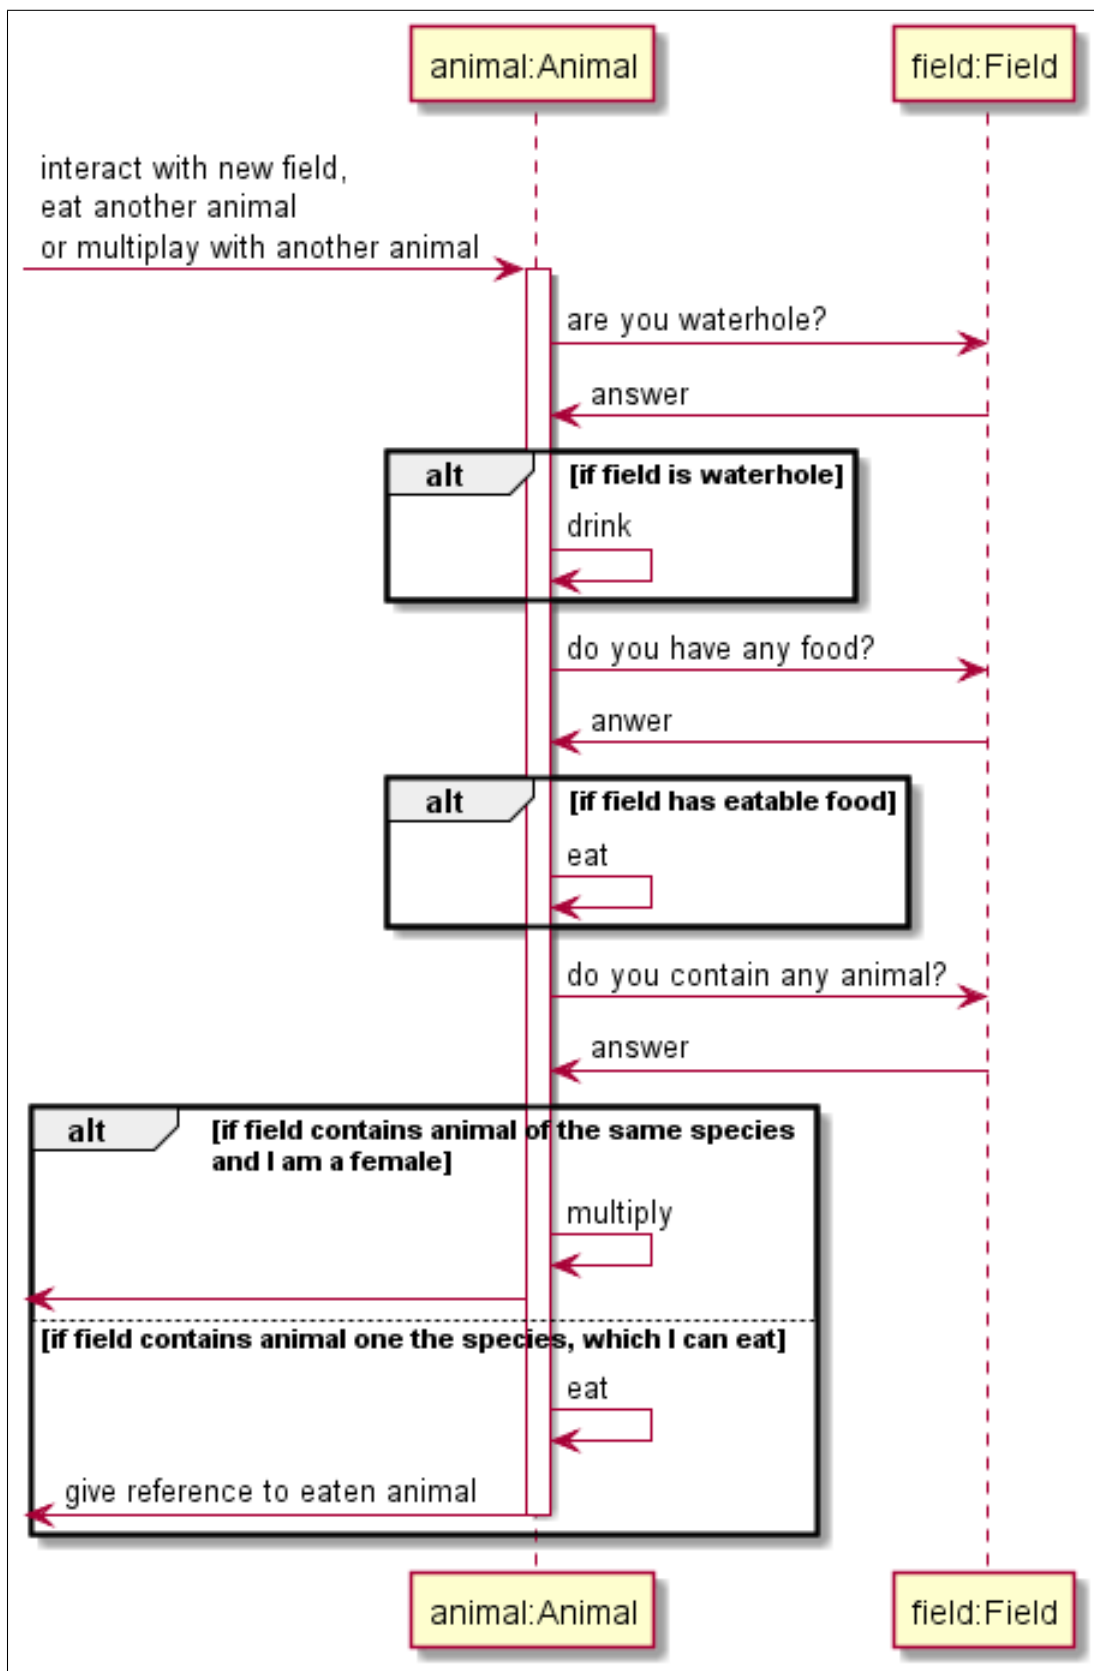 animal:Animal
field:Field
interact with new field,
eat another animal
or multiplay with another animal
are you waterhole?
answer
alt
[if field is waterhole]
drink
do you have any food?
anwer
alt
[if field has eatable food]
eat
do you contain any animal?
answer
alt
[if field contains animal of the same species
and I am a female]
multiply
[if field contains animal one the species, which I can eat]
eat
give reference to eaten animal
animal:Animal
field:Field